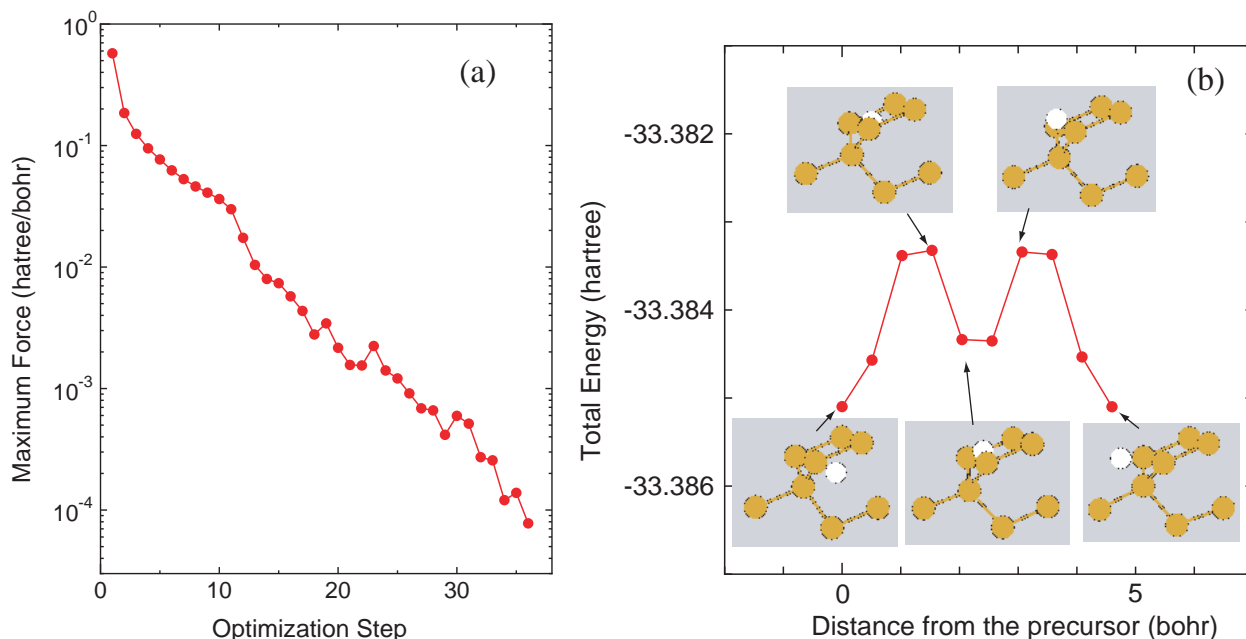 (a)
Maximum Force (hatree/bohr)
10^0
10^-1
10^-2
10^-3
10^-4
0 10 20 30
Optimization Step
(b)
Total Energy (hartree)
-33.382
-33.384
-33.386
0 5
Distance from the precursor (bohr)